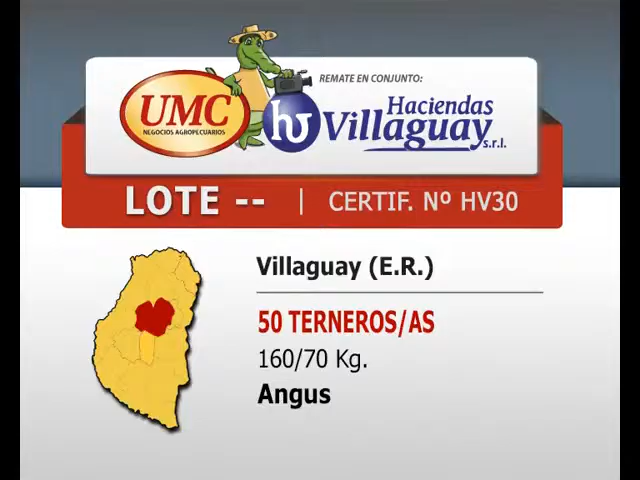 REMATE EN CONJUNTO:
UMC
NEGOCIOS AGROPECUARIOS
hv Haciendas
Villaguay s.r.l.
LOTE -- | CERTIF. Nº HV30
Villaguay (E.R.)
50 TERNEROS/AS
160/70 Kg.
Angus